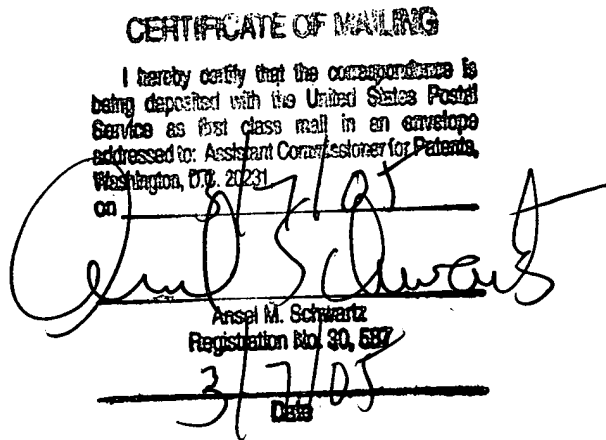 CERTIFICATE OF MAILING
I hereby certify that the correspondence is
being deposited with the United States Postal
Service as first class mail in an envelope
addressed to: Assistant Commissioner for Patents,
Washington, D.C. 20231
on 3/7/05
Ansel M. Schwartz
Registration No. 30, 587
3/7/05
Date